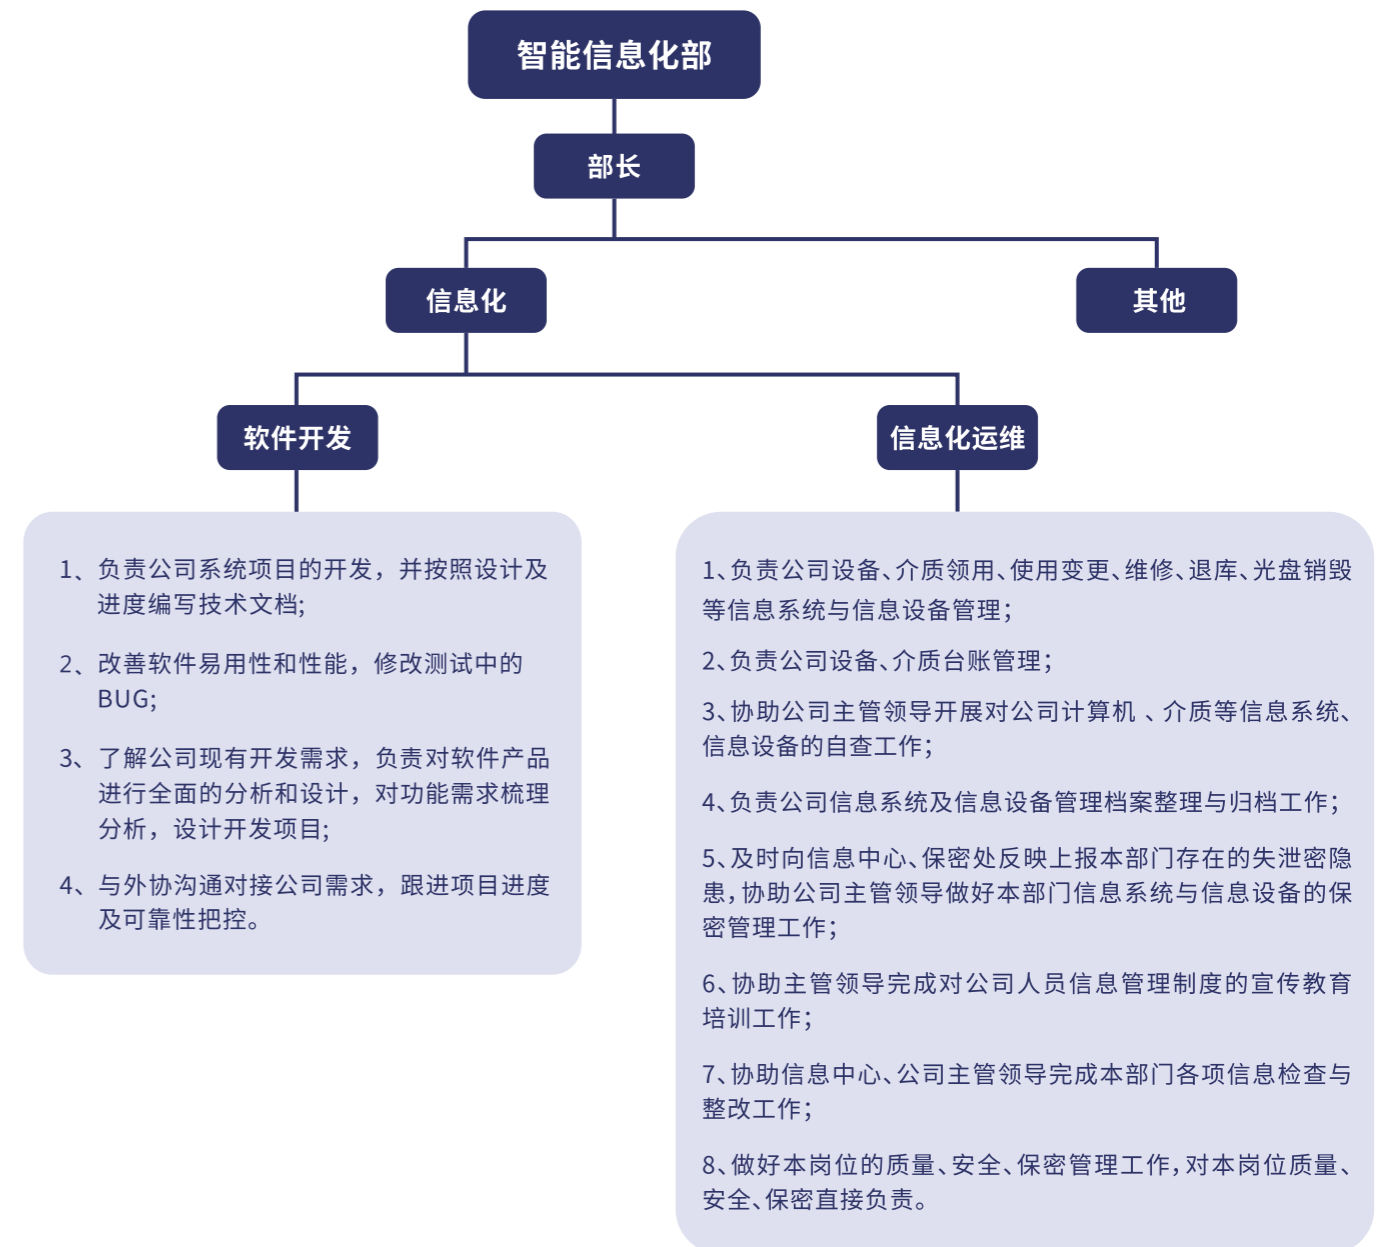 智能信息化部
部长
信息化
其他
软件开发
信息化运维
1、负责公司系统项目的开发，并按照设计及
进度编写技术文档;
2、改善软件易用性和性能，修改测试中的
BUG;
3、了解公司现有开发需求，负责对软件产品
进行全面的分析和设计，对功能需求梳理
分析，设计开发项目;
4、与外协沟通对接公司需求，跟进项目进度
及可靠性把控。
1、负责公司设备、介质领用、使用变更、维修、退库、光盘销毁
等信息系统与信息设备管理；
2、负责公司设备、介质台账管理；
3、协助公司主管领导开展对公司计算机 、介质等信息系统、
信息设备的自查工作；
4、负责公司信息系统及信息设备管理档案整理与归档工作；
5、及时向信息中心、保密处反映上报本部门存在的失泄密隐
患，协助公司主管领导做好本部门信息系统与信息设备的保
密管理工作；
6、协助主管领导完成对公司人员信息管理制度的宣传教育
培训工作；
7、协助信息中心、公司主管领导完成本部门各项信息检查与
整改工作；
8、做好本岗位的质量、安全、保密管理工作，对本岗位质量、
安全、保密直接负责。